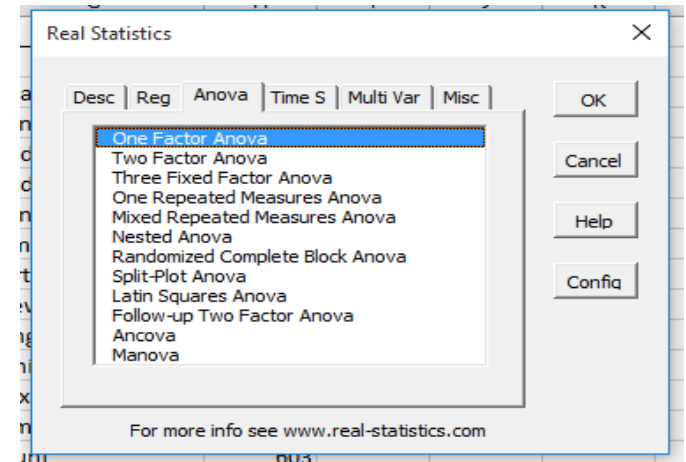 Real Statistics
Desc Reg Anova Time S Multi Var Misc
OK
One Factor Anova
Two Factor Anova
Three Fixed Factor Anova
One Repeated Measures Anova
Mixed Repeated Measures Anova
Nested Anova
Randomized Complete Block Anova
Split-Plot Anova
Latin Squares Anova
Follow-up Two Factor Anova
Ancova
Manova
Cancel
Help
Config
For more info see www.real-statistics.com
603